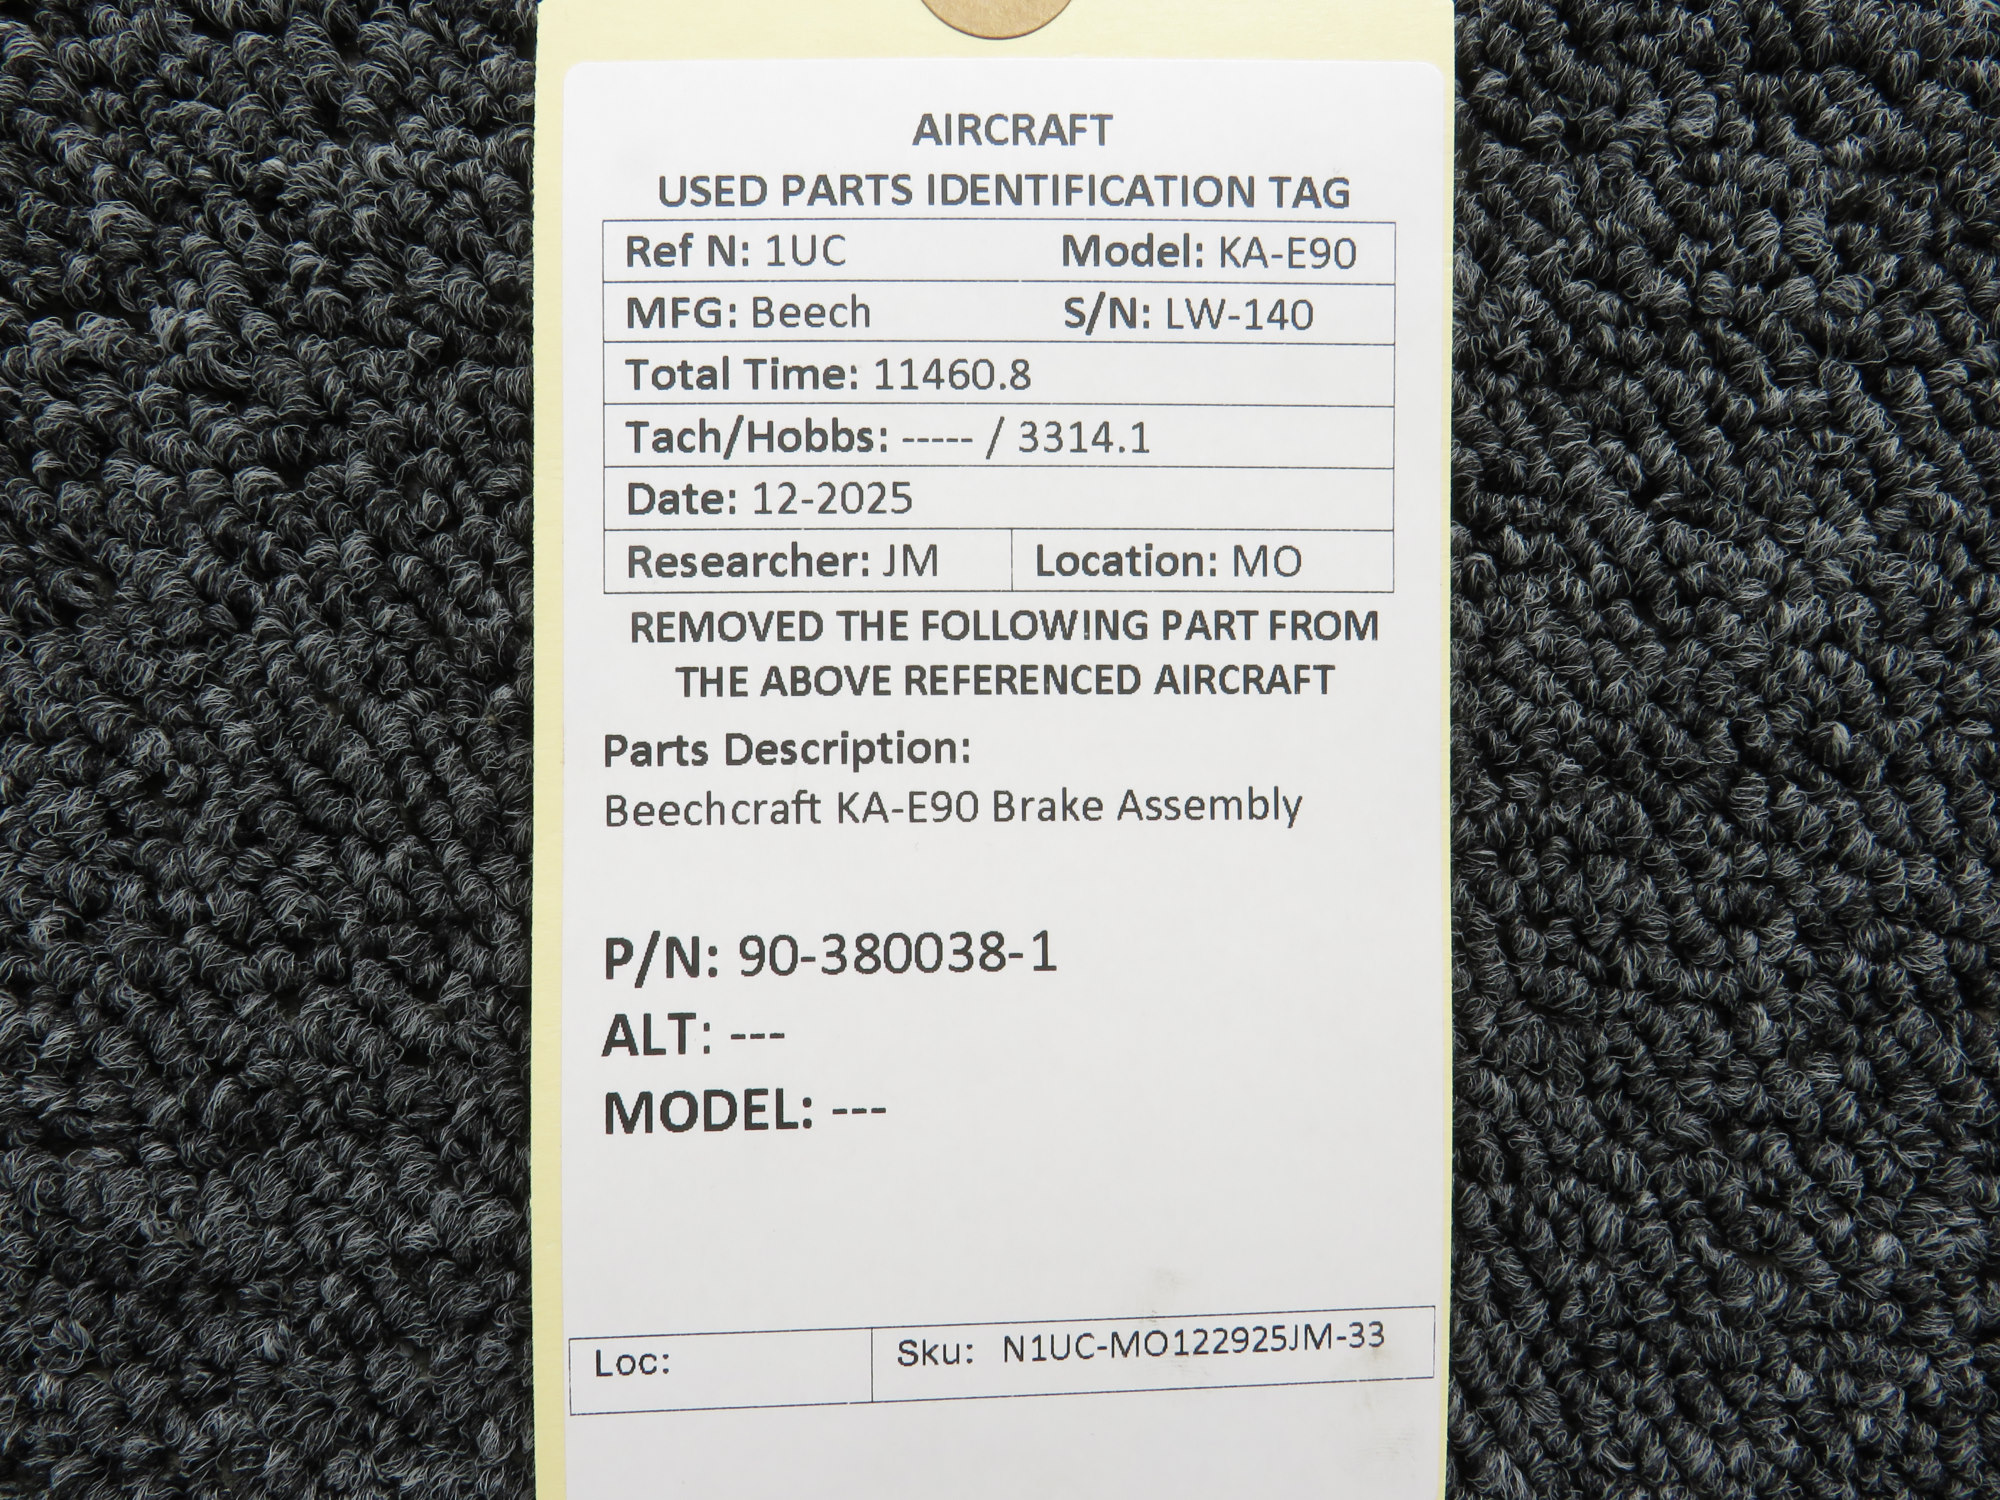 AIRCRAFT
USED PARTS IDENTIFICATION TAG
Ref N: 1UC Model: KA-E90
MFG: Beech S/N: LW-140
Total Time: 11460.8
Tach/Hobbs: ----- / 3314.1
Date: 12-2025
Researcher: JM Location: MO
REMOVED THE FOLLOWING PART FROM
THE ABOVE REFERENCED AIRCRAFT
Parts Description:
Beechcraft KA-E90 Brake Assembly
P/N: 90-380038-1
ALT: ---
MODEL: ---
Loc: Sku: N1UC-MO122925JM-33